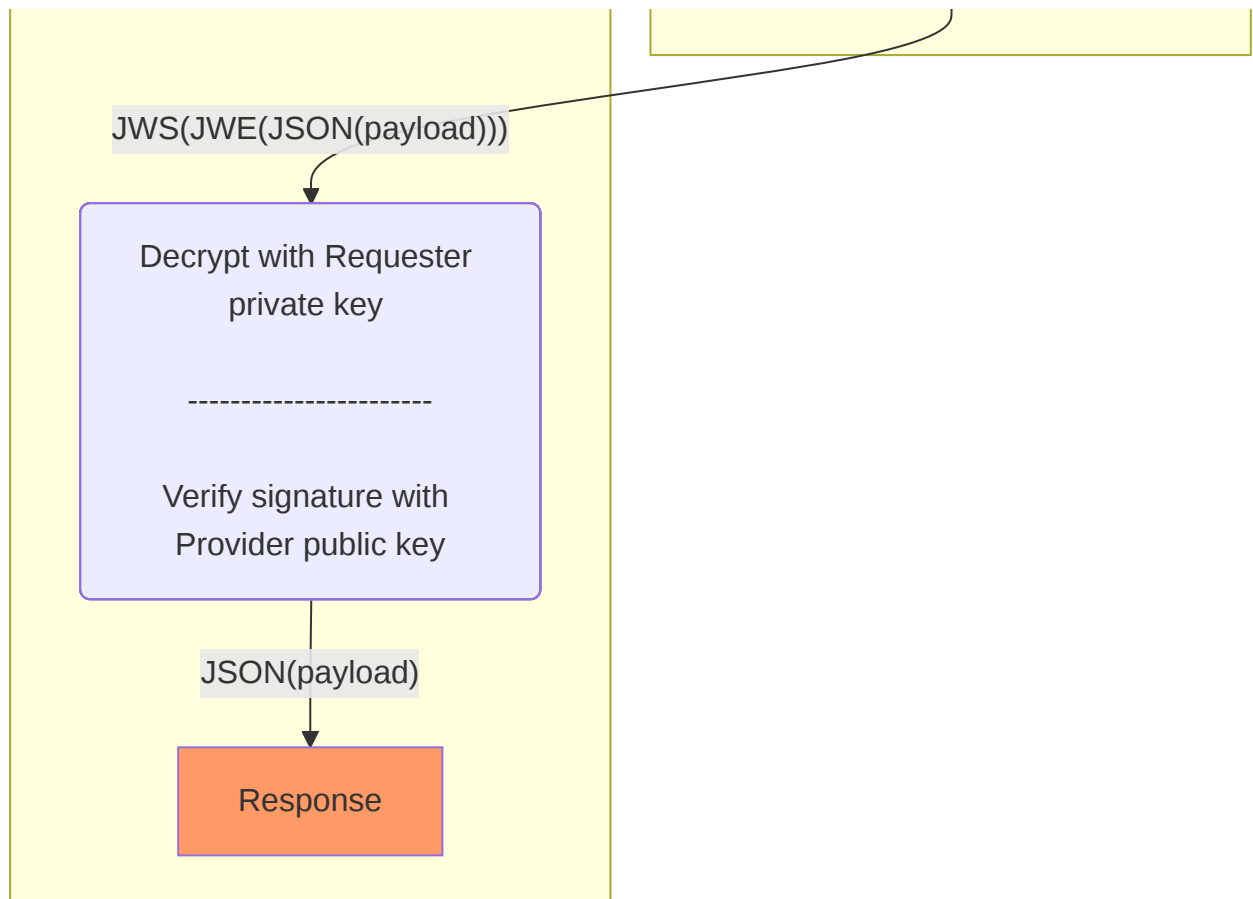 JWS(JWE(JSON(payload)))
Decrypt with Requester
private key
-----------------------
Verify signature with
Provider public key
JSON(payload)
Response